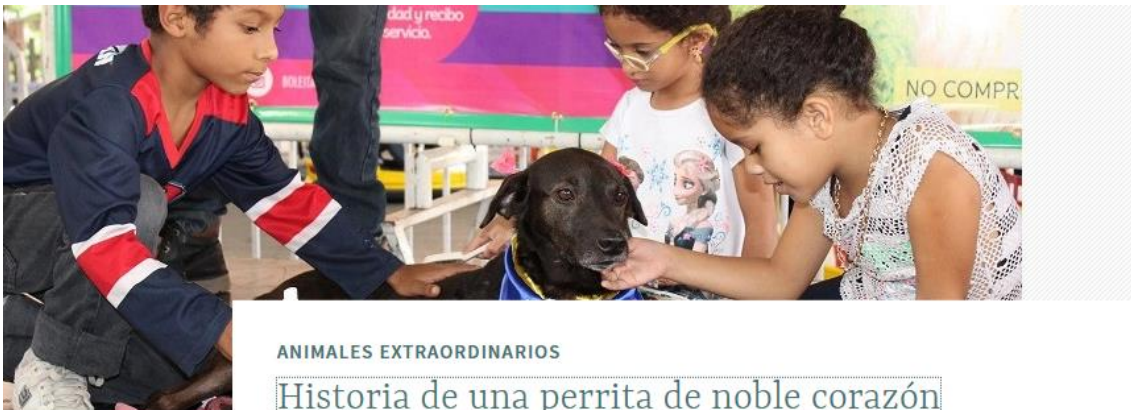 dad y recibo
servicio.
NO COMPR
ANIMALES EXTRAORDINARIOS
Historia de una perrita de noble corazón